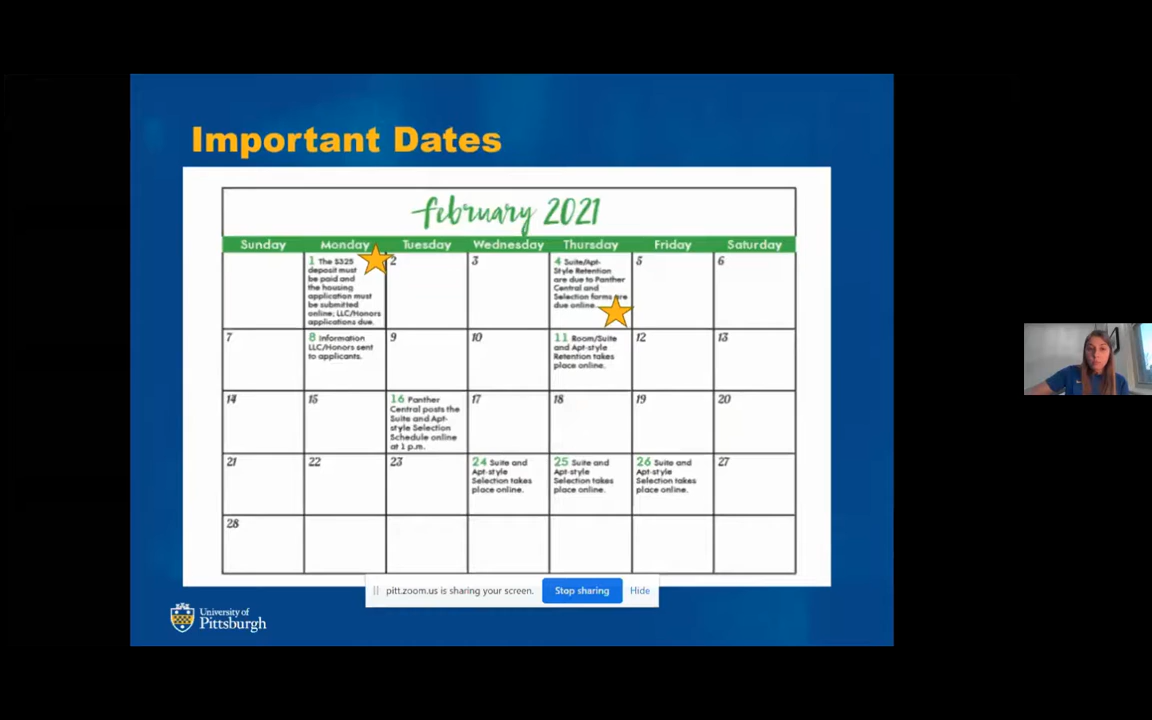 Important Dates
february 2021
Sunday Monday Tuesday Wednesday Thursday Friday Saturday
1 The $325
deposit must
be paid and
the housing
application must
be submitted
online; LLC/Honors
applications due.
2
3
4 Suite/Apt-
Style Retention
are due to Panther
Central and
Selection forms are
due online.
5
6
7
8 Information
LLC/Honors sent
to applicants.
9
10
11 Room/Suite
and Apt-style
Retention takes
place online.
12
13
14
15
16 Panther
Central posts the
Suite and Apt-
style Selection
Schedule online
at 1 p.m.
17
18
19
20
21
22
23
24 Suite and
Apt-style
Selection takes
place online.
25 Suite and
Apt-style
Selection takes
place online.
26 Suite and
Apt-style
Selection takes
place online.
27
28
pitt.zoom.us is sharing your screen. Stop sharing Hide
University of
Pittsburgh